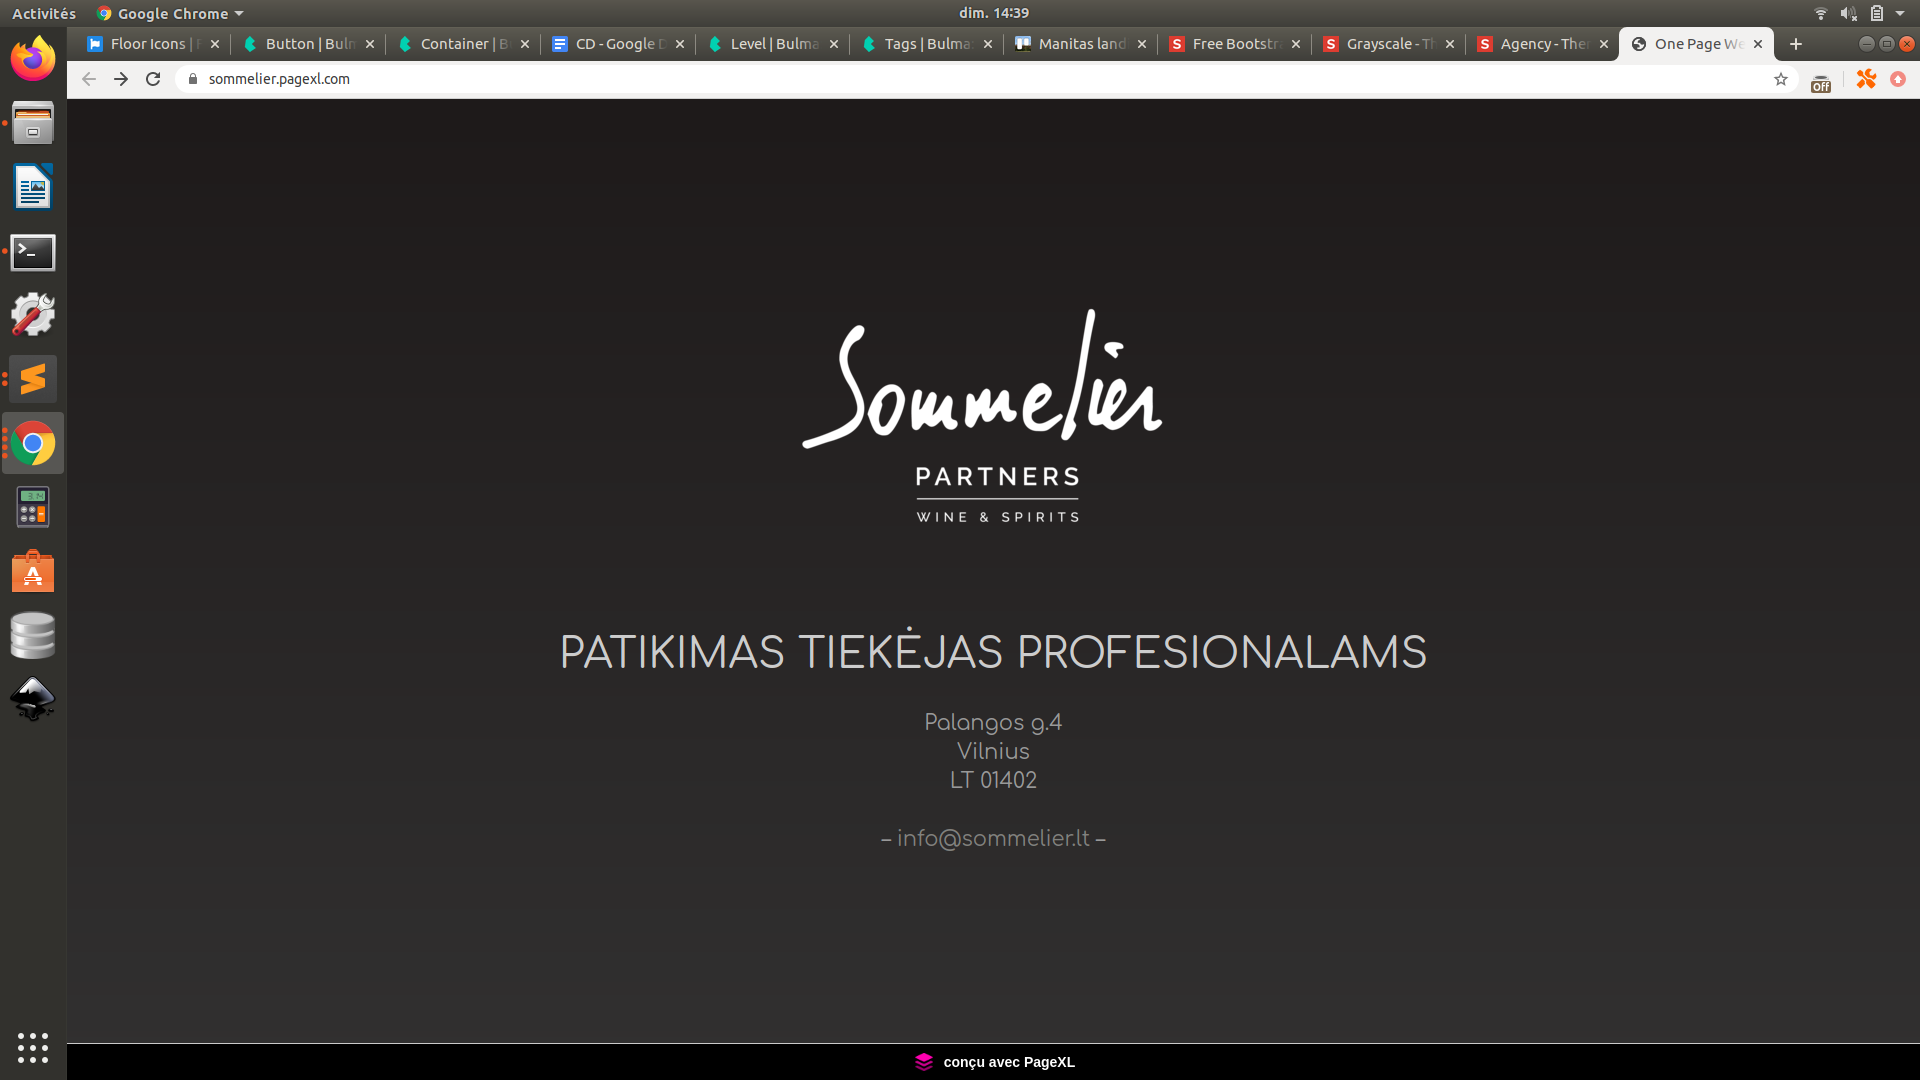 Activités Google Chrome dim. 14:39
Floor Icons | Button | Bulm Container | B CD - Google D Level | Bulma Tags | Bulma Manitas land Free Bootstr Grayscale - Th Agency - Ther One Page We
sommelier.pagexl.com Off
Sommelier
PARTNERS
WINE & SPIRITS
PATIKIMAS TIEKĖJAS PROFESIONALAMS
Palangos g.4
Vilnius
LT 01402
– info@sommelier.lt –
conçu avec PageXL